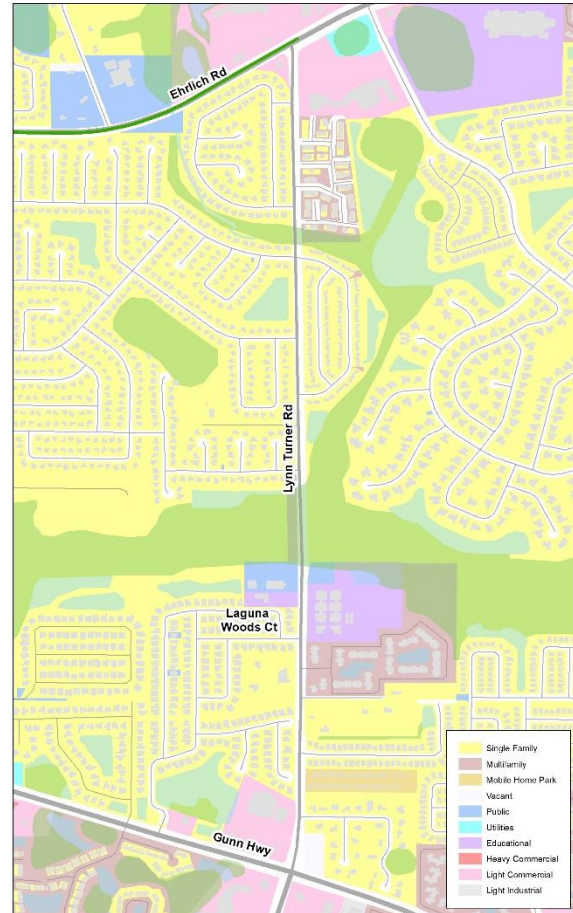 Ehrlich Rd
Lynn Turner Rd
Laguna
Woods Ct
Gunn Hwy
Single Family
Multifamily
Mobile Home Park
Vacant
Public
Utilities
Educational
Heavy Commercial
Light Commercial
Light Industrial